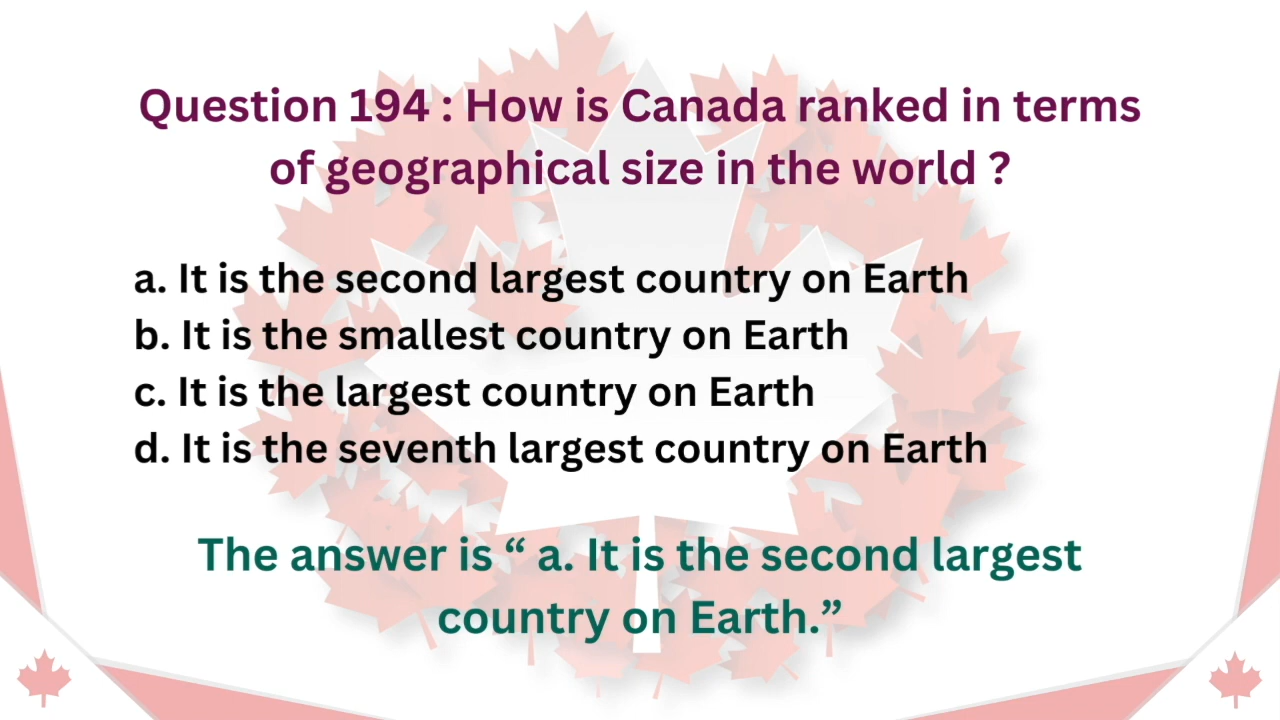 Question 194 : How is Canada ranked in terms
of geographical size in the world ?
a. It is the second largest country on Earth
b. It is the smallest country on Earth
c. It is the largest country on Earth
d. It is the seventh largest country on Earth
The answer is “ a. It is the second largest
country on Earth.”